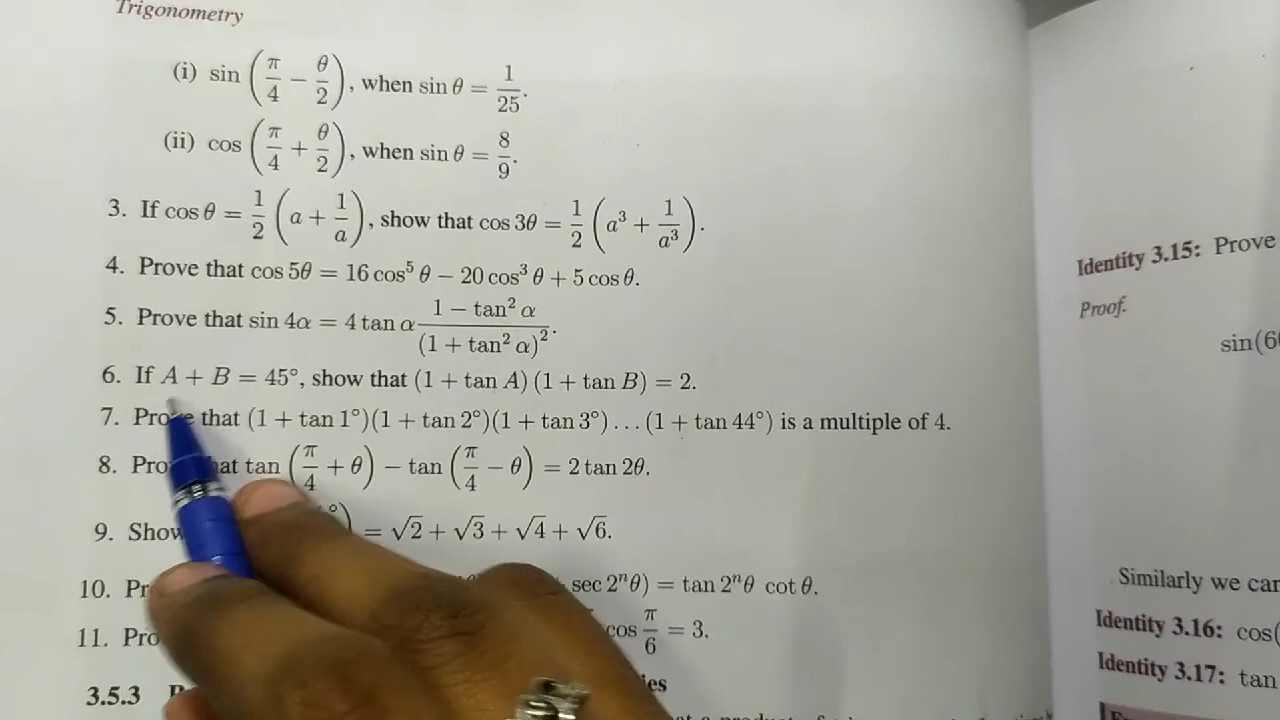 Trigonometry
(i) sin (π/4 − θ/2), when sin θ = 1/25.
(ii) cos (π/4 + θ/2), when sin θ = 8/9.
3. If cos θ = 1/2 (a + 1/a), show that cos 3θ = 1/2 (a³ + 1/a³).
4. Prove that cos 5θ = 16 cos⁵ θ − 20 cos³ θ + 5 cos θ.
5. Prove that sin 4α = 4 tan α (1 − tan² α)/(1 + tan² α)².
6. If A + B = 45°, show that (1 + tan A) (1 + tan B) = 2.
7. Prove that (1 + tan 1°)(1 + tan 2°)(1 + tan 3°) . . . (1 + tan 44°) is a multiple of 4.
8. that tan (π/4 + θ) − tan (π/4 − θ) = 2 tan 2θ.
9. Show °) = √2 + √3 + √4 + √6.
10. sec 2ⁿθ) = tan 2ⁿθ cot θ.
11. cos π/6 = 3.
3.5.3
Identity 3.15: Prove
Proof.
sin(6
Similarly we can
Identity 3.16: cos(
Identity 3.17: tan